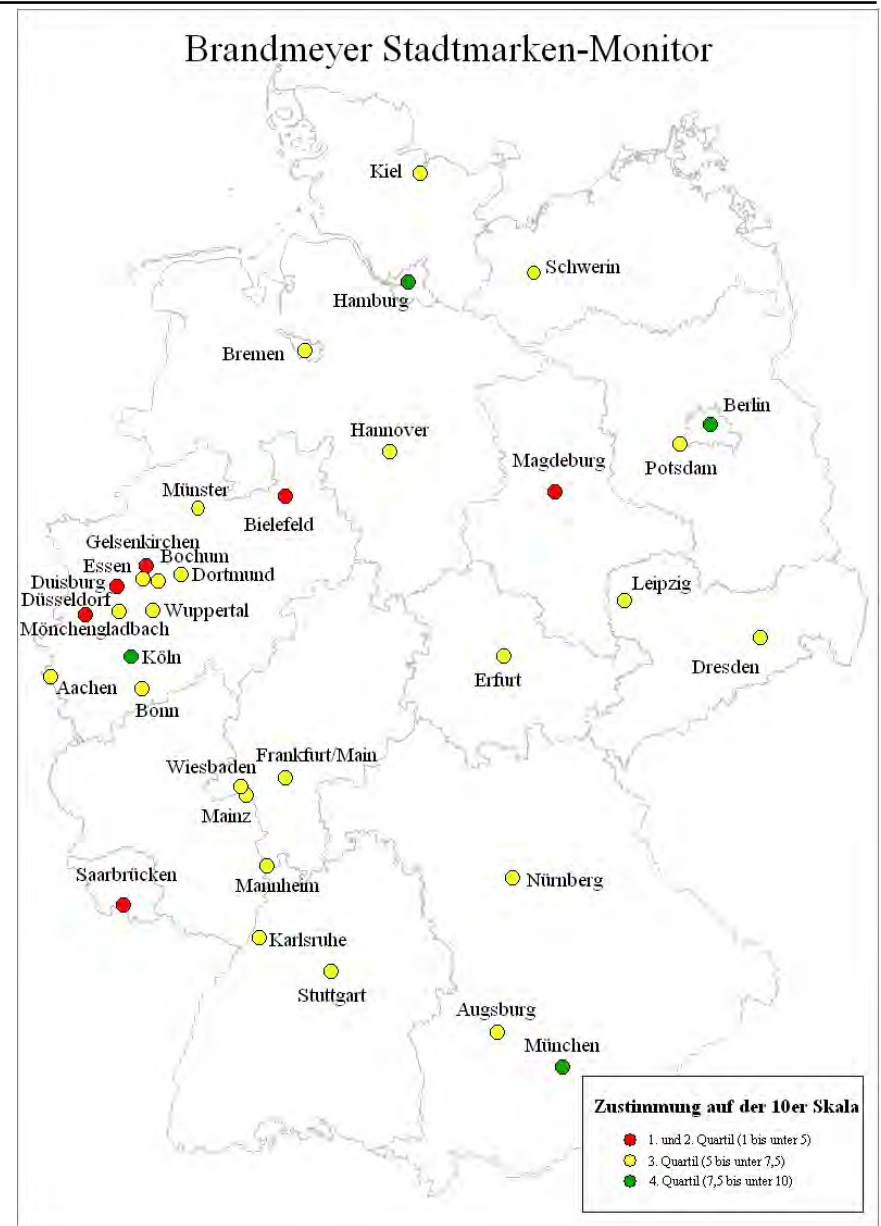 Brandmeyer Stadtmarken-Monitor
Kiel
Schwerin
Hamburg
Bremen
Berlin
Hannover
Potsdam
Magdeburg
Münster
Bielefeld
Gelsenkirchen
Bochum
Essen
Dortmund
Duisburg
Düsseldorf
Wuppertal
Mönchengladbach
Leipzig
Köln
Dresden
Aachen
Erfurt
Bonn
Frankfurt/Main
Wiesbaden
Mainz
Saarbrücken
Mannheim
Nürnberg
Karlsruhe
Stuttgart
Augsburg
München
Zustimmung auf der 10er Skala
1. und 2. Quartil (1 bis unter 5)
3. Quartil (5 bis unter 7,5)
4. Quartil (7,5 bis unter 10)